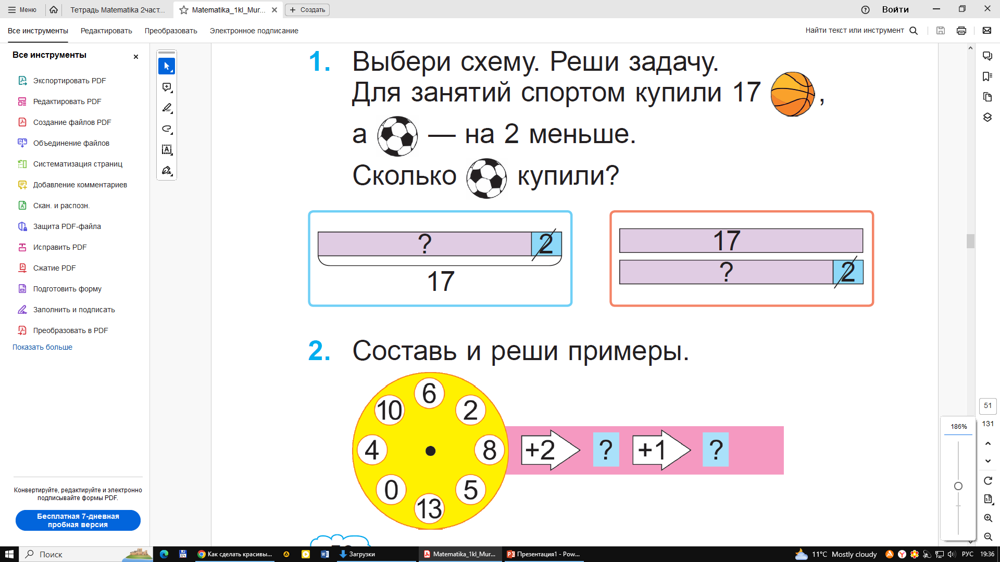 Меню
Тетрадь Matematika 2част...
Matematika_1kl_Mur...
Создать
Войти
Все инструменты
Редактировать
Преобразовать
Электронное подписание
Найти текст или инструмент
Все инструменты
Экспортировать PDF
Редактировать PDF
Создание файлов PDF
Объединение файлов
Систематизация страниц
Добавление комментариев
Скан. и распозн.
Защита PDF-файла
Исправить PDF
Сжатие PDF
Подготовить форму
Заполнить и подписать
Преобразовать в PDF
Показать больше
Конвертируйте, редактируйте и электронно
подписывайте формы PDF.
Бесплатная 7-дневная
пробная версия
1. Выбери схему. Реши задачу.
Для занятий спортом купили 17 ,
а — на 2 меньше.
Сколько купили?
? 2
17
17
? 2
2. Составь и реши примеры.
6
10 2
4 8 +2 ? +1 ?
0 5
13
51
131
186%
Поиск
Как сделать красивы...
Загрузки
Matematika_1kl_Mur...
Презентация1 - Pow...
11°C Mostly cloudy
РУС
19:36